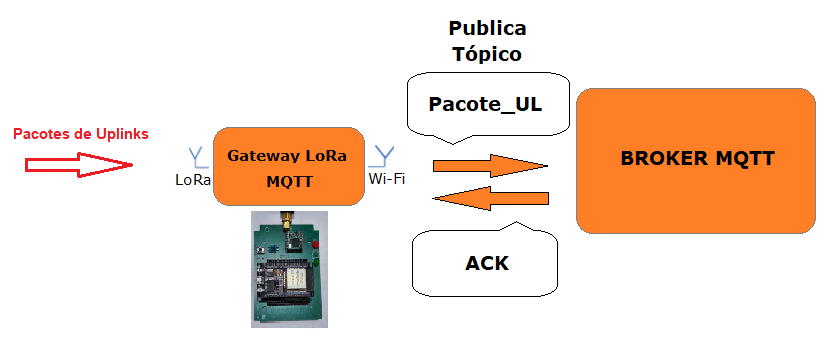 Publica
Tópico
Pacote_UL
Pacotes de Uplinks
LoRa
Gateway LoRa
MQTT
Wi-Fi
BROKER MQTT
ACK